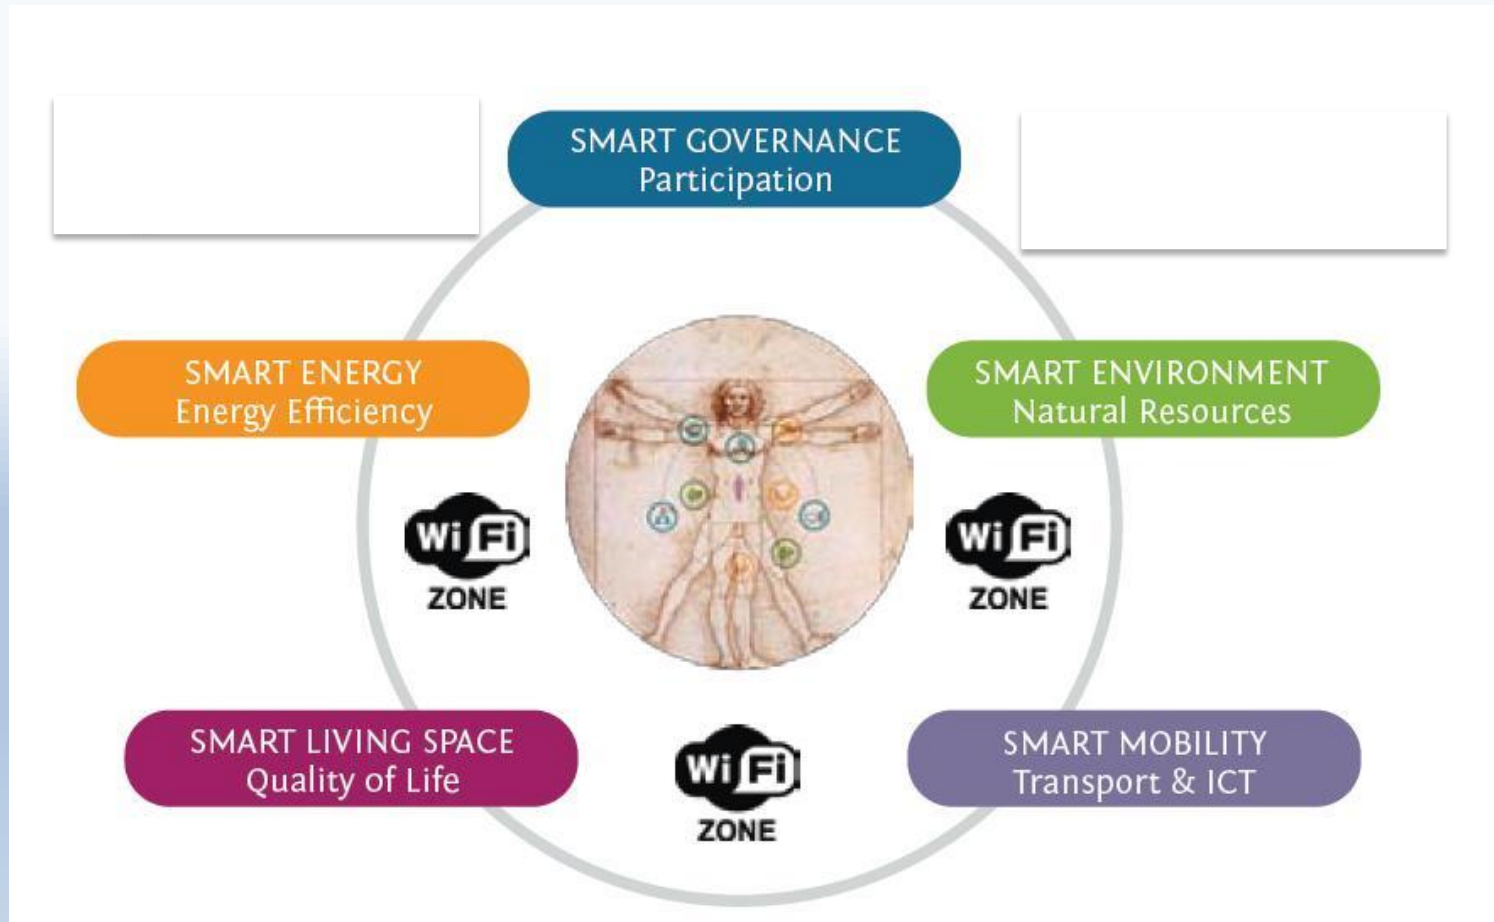 SMART GOVERNANCE
Participation
SMART ENERGY
Energy Efficiency
SMART ENVIRONMENT
Natural Resources
Wi Fi
ZONE
Wi Fi
ZONE
SMART LIVING SPACE
Quality of Life
Wi Fi
ZONE
SMART MOBILITY
Transport & ICT